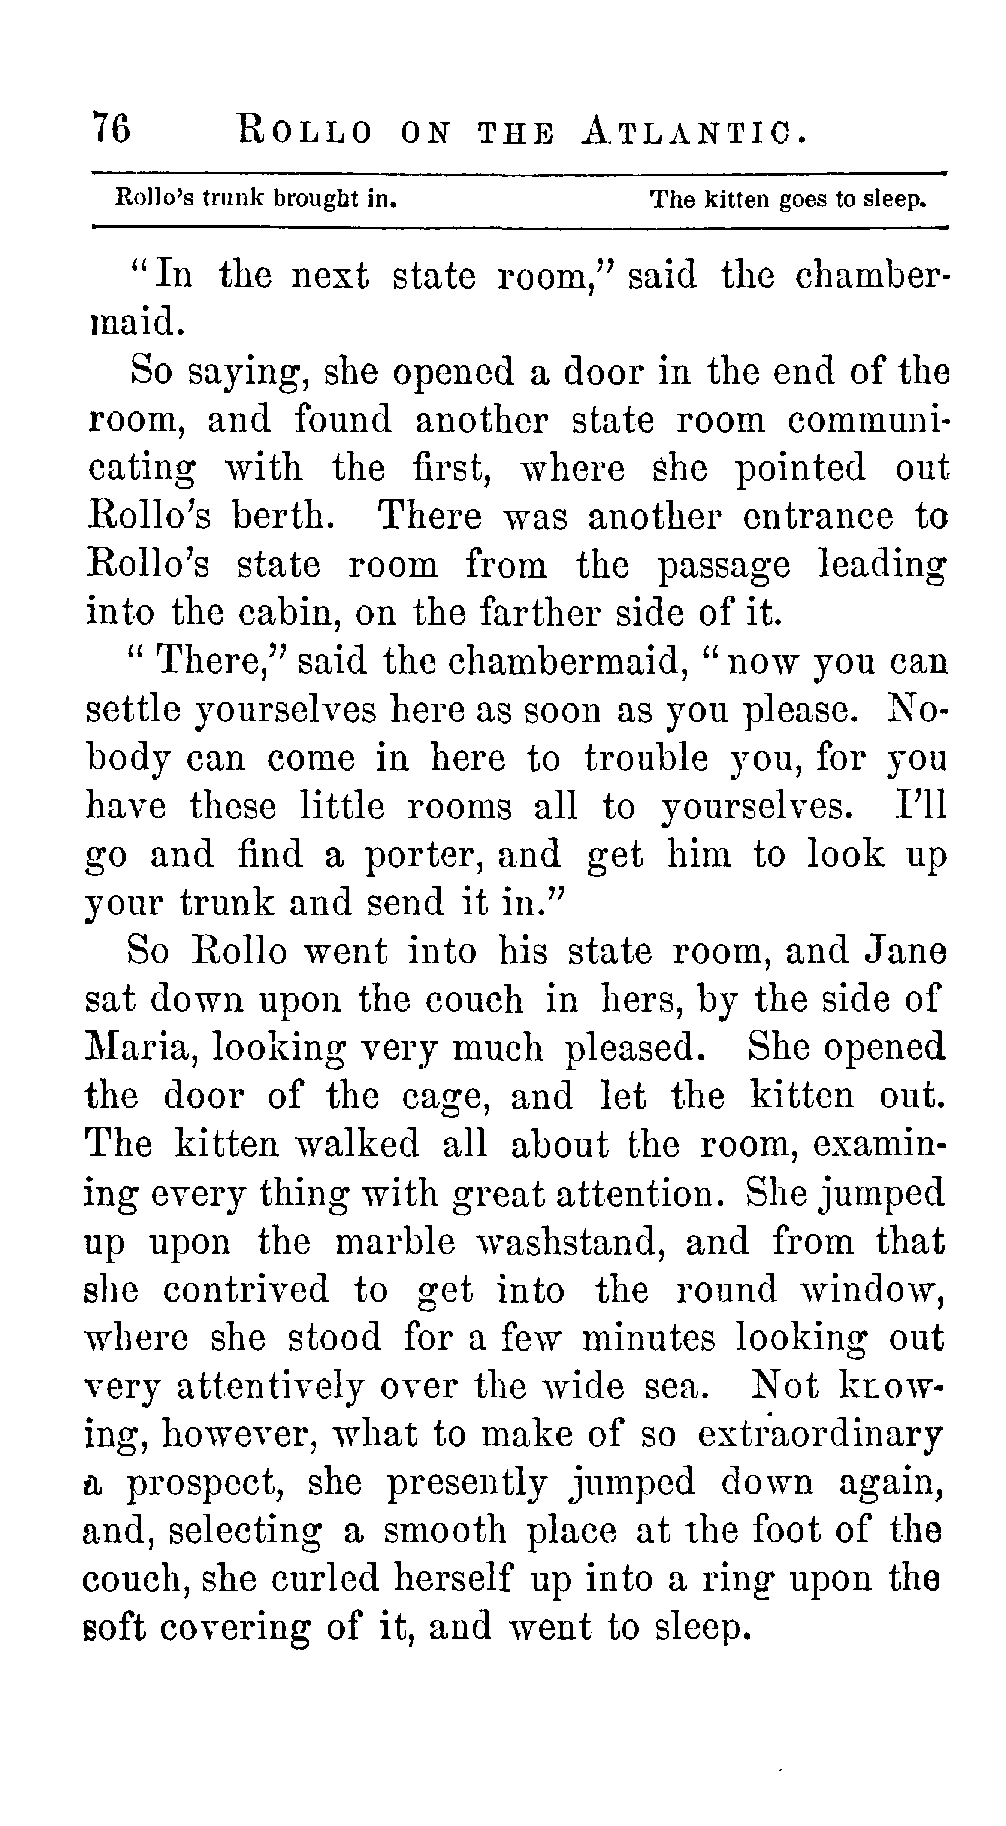 76 ROLLO ON THE ATLANTIC.
Rollo's trunk brought in. The kitten goes to sleep.
"In the next state room," said the chamber-
maid.
So saying, she opened a door in the end of the
room, and found another state room communi-
cating with the first, where she pointed out
Rollo's berth. There was another entrance to
Rollo's state room from the passage leading
into the cabin, on the farther side of it.
"There," said the chambermaid, "now you can
settle yourselves here as soon as you please. No-
body can come in here to trouble you, for you
have these little rooms all to yourselves. I'll
go and find a porter, and get him to look up
your trunk and send it in."
So Rollo went into his state room, and Jane
sat down upon the couch in hers, by the side of
Maria, looking very much pleased. She opened
the door of the cage, and let the kitten out.
The kitten walked all about the room, examin-
ing every thing with great attention. She jumped
up upon the marble washstand, and from that
she contrived to get into the round window,
where she stood for a few minutes looking out
very attentively over the wide sea. Not know-
ing, however, what to make of so extraordinary
a prospect, she presently jumped down again,
and, selecting a smooth place at the foot of the
couch, she curled herself up into a ring upon the
soft covering of it, and went to sleep.